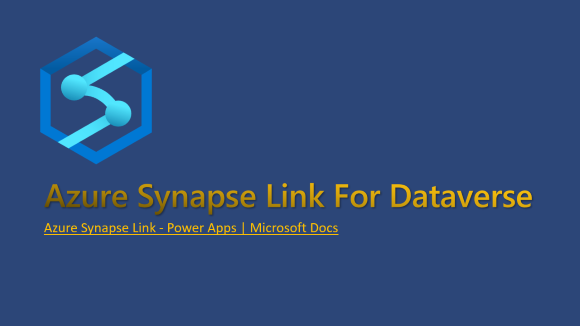 Azure Synapse Link For Dataverse
Azure Synapse Link - Power Apps | Microsoft Docs